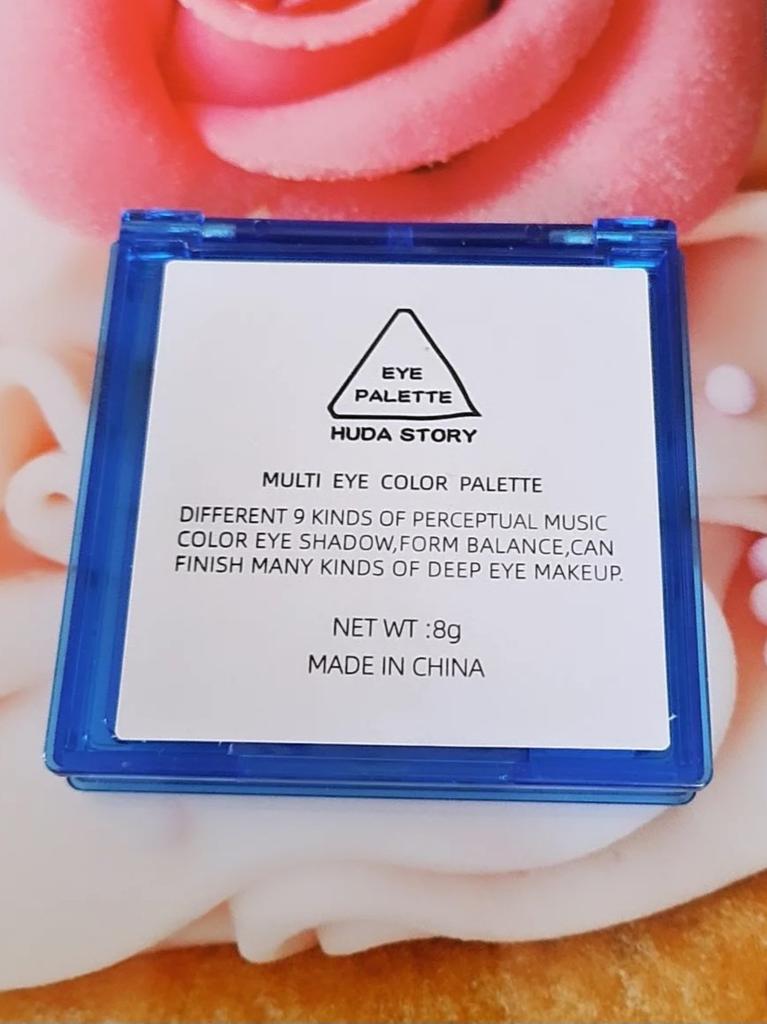 EYE
PALETTE
HUDA STORY
MULTI EYE COLOR PALETTE
DIFFERENT 9 KINDS OF PERCEPTUAL MUSIC
COLOR EYE SHADOW,FORM BALANCE,CAN
FINISH MANY KINDS OF DEEP EYE MAKEUP.
NET WT :8g
MADE IN CHINA